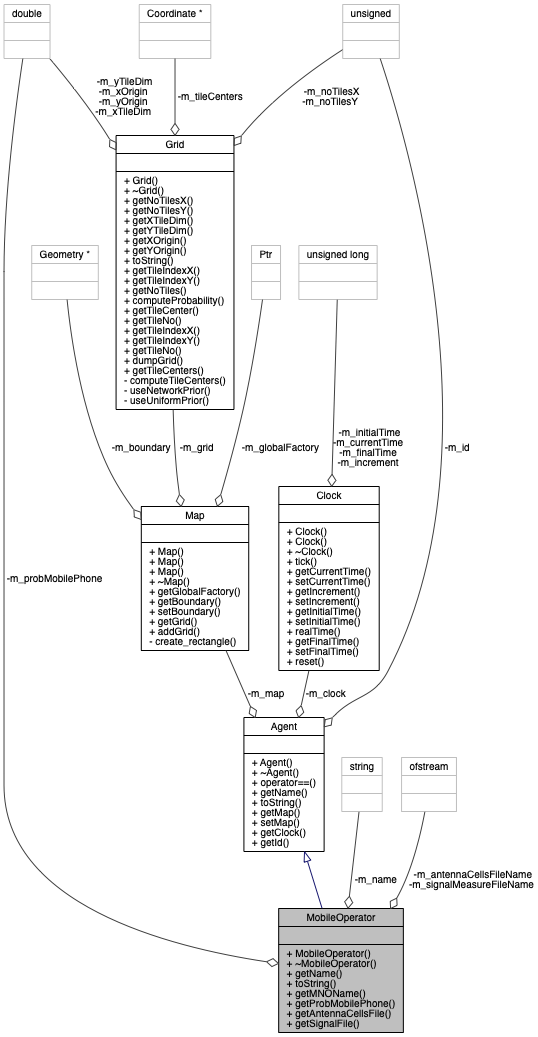 double
Coordinate *
unsigned
-m_yTileDim
-m_xOrigin
-m_yOrigin
-m_xTileDim
-m_tileCenters
-m_noTilesX
-m_noTilesY
Grid
+ Grid()
+ ~Grid()
+ getNoTilesX()
+ getNoTilesY()
+ getXTileDim()
+ getYTileDim()
+ getXOrigin()
+ getYOrigin()
+ toString()
+ getTileIndexX()
+ getTileIndexY()
+ getNoTiles()
+ computeProbability()
+ getTileCenter()
+ getTileNo()
+ getTileIndexX()
+ getTileIndexY()
+ getTileNo()
+ dumpGrid()
+ getTileCenters()
- computeTileCenters()
- useNetworkPrior()
- useUniformPrior()
Geometry *
Ptr
unsigned long
-m_boundary
-m_grid
-m_globalFactory
-m_initialTime
-m_currentTime
-m_finalTime
-m_increment
-m_id
Map
+ Map()
+ Map()
+ Map()
+ ~Map()
+ getGlobalFactory()
+ getBoundary()
+ setBoundary()
+ getGrid()
+ addGrid()
- create_rectangle()
Clock
+ Clock()
+ Clock()
+ ~Clock()
+ tick()
+ getCurrentTime()
+ setCurrentTime()
+ getIncrement()
+ setIncrement()
+ getInitialTime()
+ setInitialTime()
+ realTime()
+ getFinalTime()
+ setFinalTime()
+ reset()
-m_probMobilePhone
-m_map
-m_clock
Agent
+ Agent()
+ ~Agent()
+ operator==()
+ getName()
+ toString()
+ getMap()
+ setMap()
+ getClock()
+ getId()
string
ofstream
-m_name
-m_antennaCellsFileName
-m_signalMeasureFileName
MobileOperator
+ MobileOperator()
+ ~MobileOperator()
+ getName()
+ toString()
+ getMNOName()
+ getProbMobilePhone()
+ getAntennaCellsFile()
+ getSignalFile()